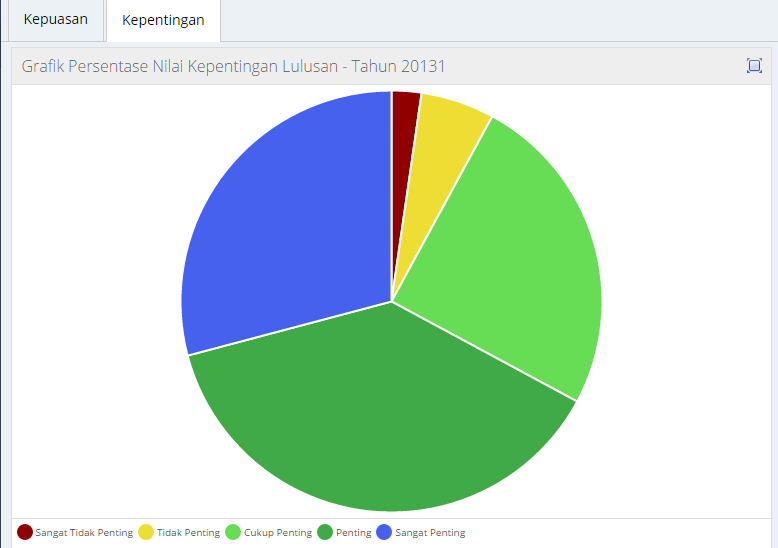 Kepuasan Kepentingan
Grafik Persentase Nilai Kepentingan Lulusan - Tahun 20131
Sangat Tidak Penting Tidak Penting Cukup Penting Penting Sangat Penting